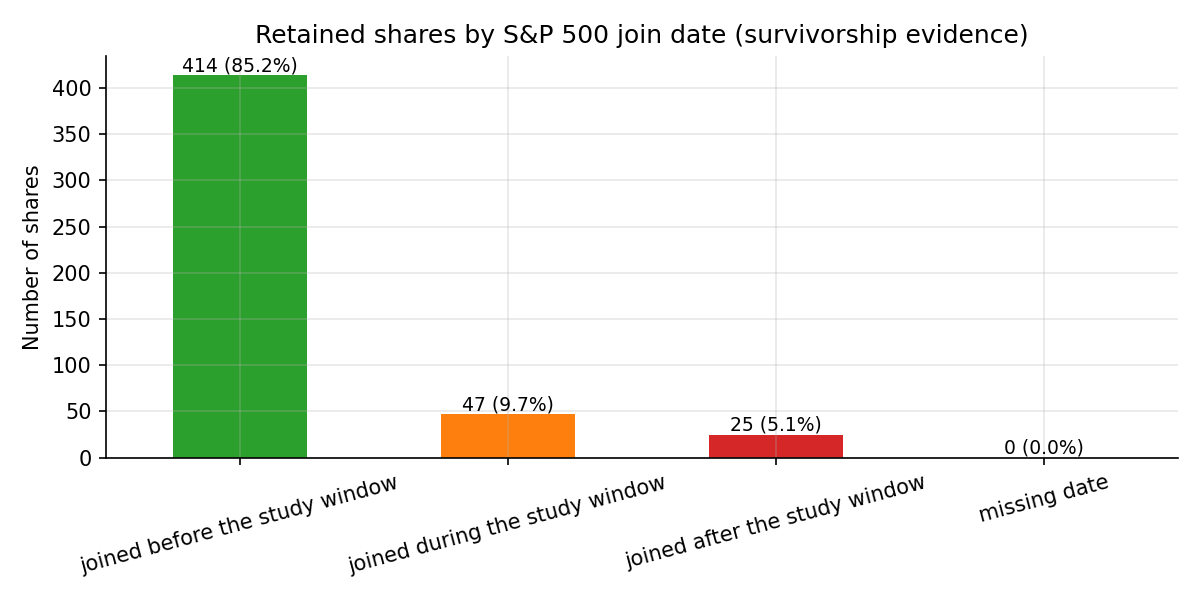 Retained shares by S&P 500 join date (survivorship evidence)
Number of shares
400
350
300
250
200
150
100
50
0
414 (85.2%)
47 (9.7%)
25 (5.1%)
0 (0.0%)
joined before the study window
joined during the study window
joined after the study window
missing date